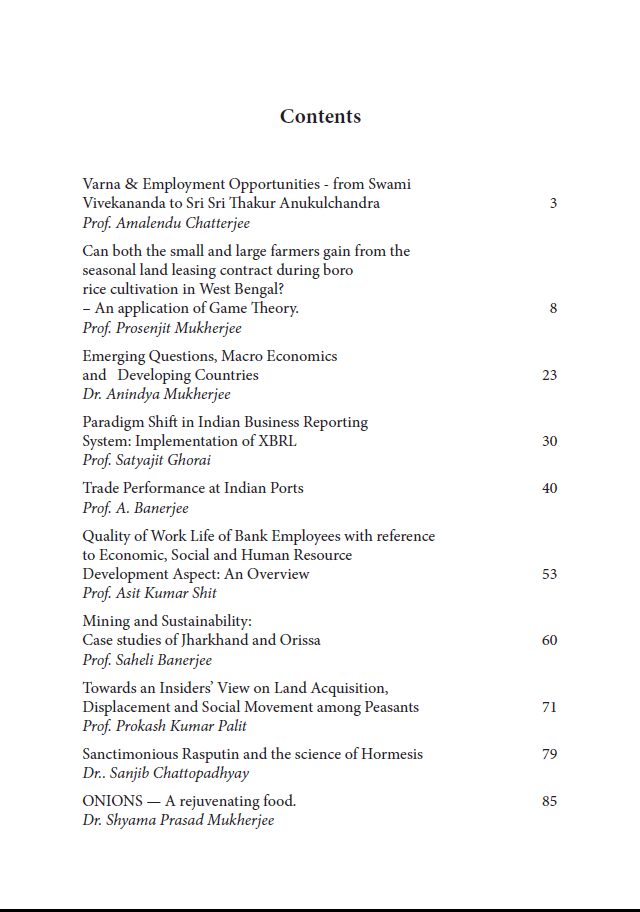 Contents
Varna & Employment Opportunities - from Swami
Vivekananda to Sri Sri Thakur Anukulchandra 3
Prof. Amalendu Chatterjee
Can both the small and large farmers gain from the
seasonal land leasing contract during boro
rice cultivation in West Bengal?
– An application of Game Theory. 8
Prof. Prosenjit Mukherjee
Emerging Questions, Macro Economics
and Developing Countries 23
Dr. Anindya Mukherjee
Paradigm Shift in Indian Business Reporting
System: Implementation of XBRL 30
Prof. Satyajit Ghorai
Trade Performance at Indian Ports 40
Prof. A. Banerjee
Quality of Work Life of Bank Employees with reference
to Economic, Social and Human Resource
Development Aspect: An Overview 53
Prof. Asit Kumar Shit
Mining and Sustainability:
Case studies of Jharkhand and Orissa 60
Prof. Saheli Banerjee
Towards an Insiders’ View on Land Acquisition,
Displacement and Social Movement among Peasants 71
Prof. Prokash Kumar Palit
Sanctimonious Rasputin and the science of Hormesis 79
Dr.. Sanjib Chattopadhyay
ONIONS — A rejuvenating food. 85
Dr. Shyama Prasad Mukherjee